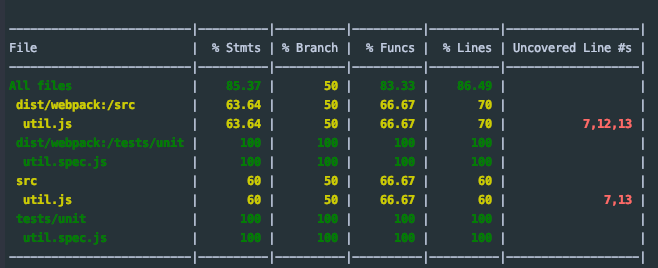 File | % Stmts | % Branch | % Funcs | % Lines | Uncovered Line #s |
All files | 85.37 | 50 | 83.33 | 86.49 | |
dist/webpack:/src | 63.64 | 50 | 66.67 | 70 | |
util.js | 63.64 | 50 | 66.67 | 70 | 7,12,13 |
dist/webpack:/tests/unit | 100 | 100 | 100 | 100 | |
util.spec.js | 100 | 100 | 100 | 100 | |
src | 60 | 50 | 66.67 | 60 | |
util.js | 60 | 50 | 66.67 | 60 | 7,13 |
tests/unit | 100 | 100 | 100 | 100 | |
util.spec.js | 100 | 100 | 100 | 100 | |